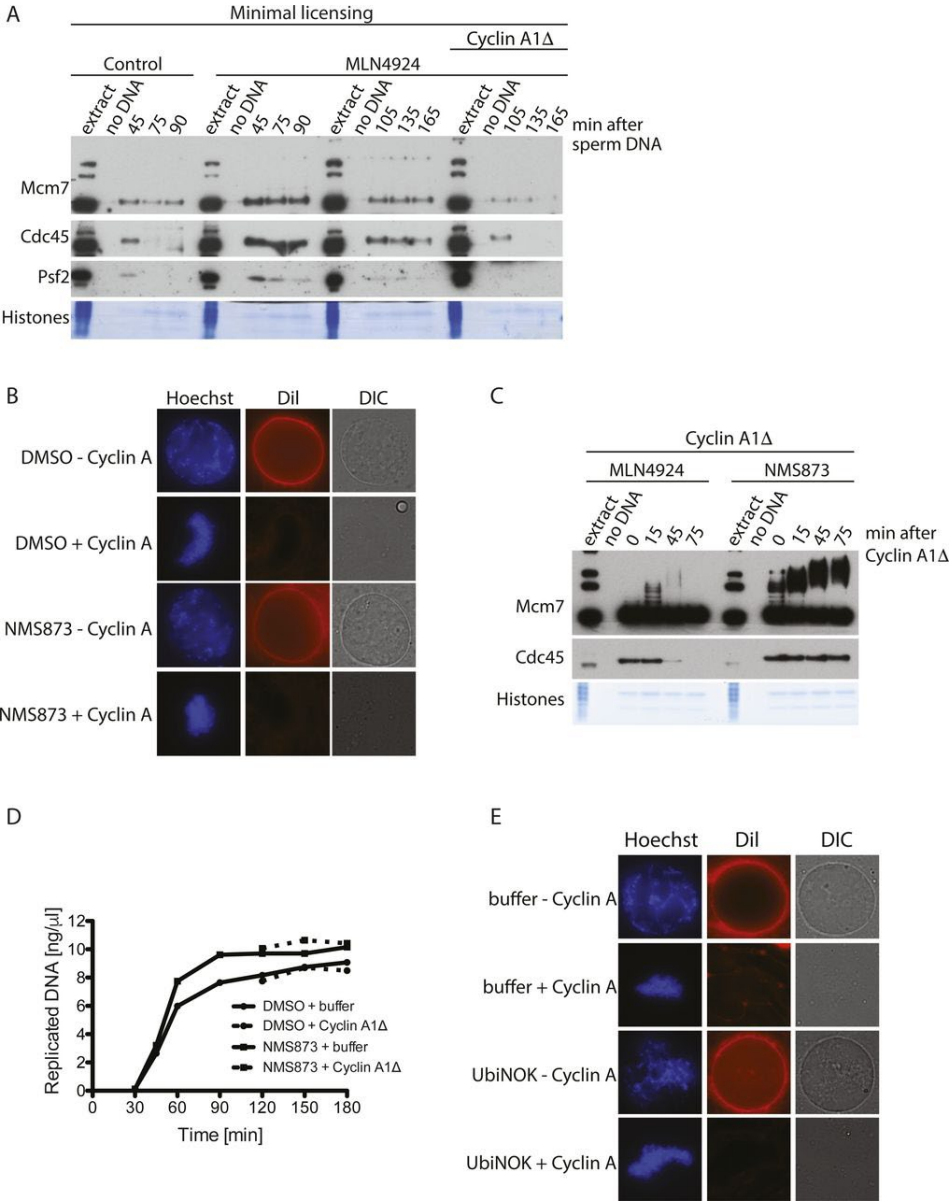 A
Minimal licensing
Cyclin A1Δ
Control MLN4924
extract no DNA 45 75 90 extract no DNA 45 75 90 extract no DNA 105 135 165 extract no DNA 105 135 165
min after
sperm DNA
Mcm7
Cdc45
Psf2
Histones
B
Hoechst DiI DIC
DMSO - Cyclin A
DMSO + Cyclin A
NMS873 - Cyclin A
NMS873 + Cyclin A
C
Cyclin A1Δ
MLN4924 NMS873
extract no DNA 0 15 45 75 extract no DNA 0 15 45 75
min after
Cyclin A1Δ
Mcm7
Cdc45
Histones
D
Replicated DNA [ng/µl]
12
10
8
6
4
2
0
0 30 60 90 120 150 180
Time [min]
DMSO + buffer
DMSO + Cyclin A1Δ
NMS873 + buffer
NMS873 + Cyclin A1Δ
E
Hoechst DiI DIC
buffer - Cyclin A
buffer + Cyclin A
UbiNOK - Cyclin A
UbiNOK + Cyclin A